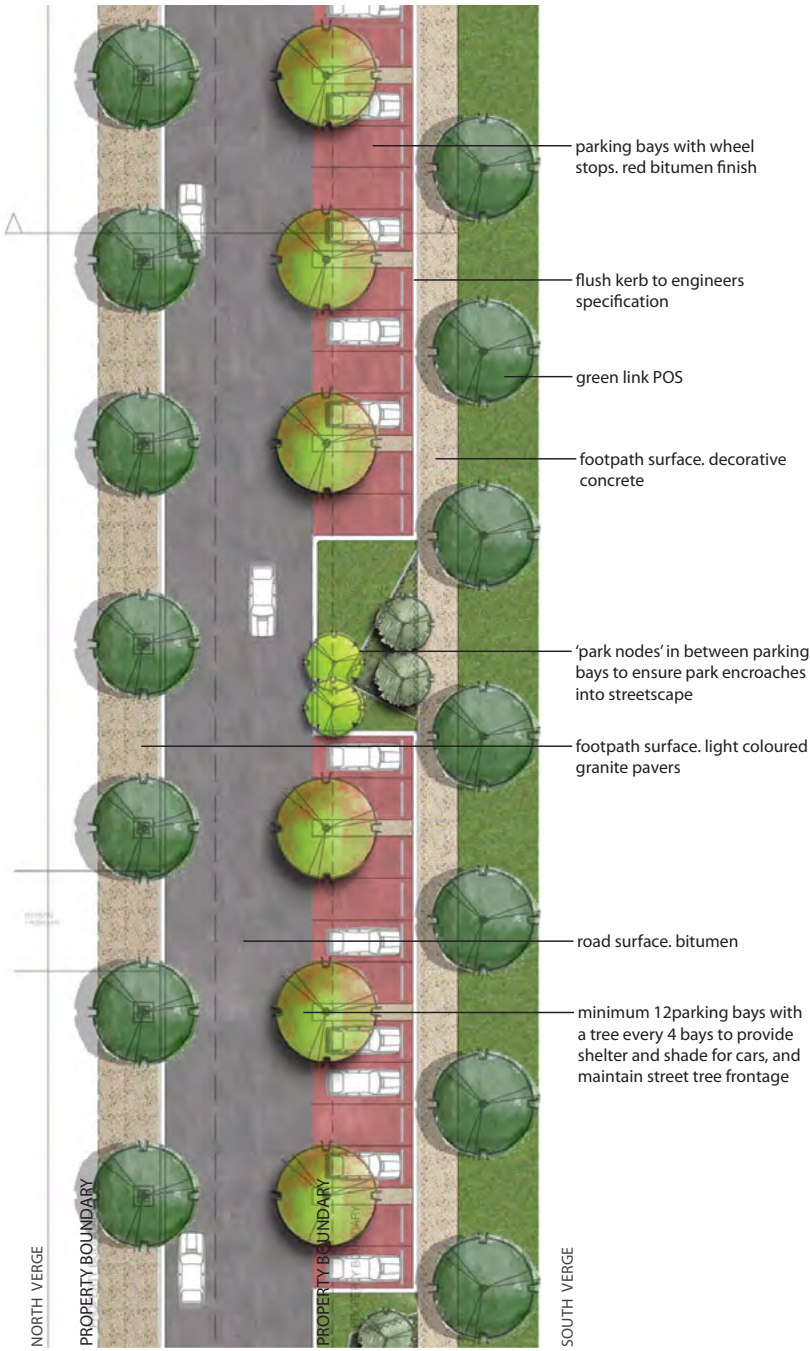 parking bays with wheel
stops. red bitumen finish
flush kerb to engineers
specification
green link POS
footpath surface. decorative
concrete
‘park nodes’ in between parking
bays to ensure park encroaches
into streetscape
footpath surface. light coloured
granite pavers
road surface. bitumen
minimum 12parking bays with
a tree every 4 bays to provide
shelter and shade for cars, and
maintain street tree frontage
NORTH VERGE
PROPERTY BOUNDARY
PROPERTY BOUNDARY
PROPERTY BOUNDARY
SOUTH VERGE